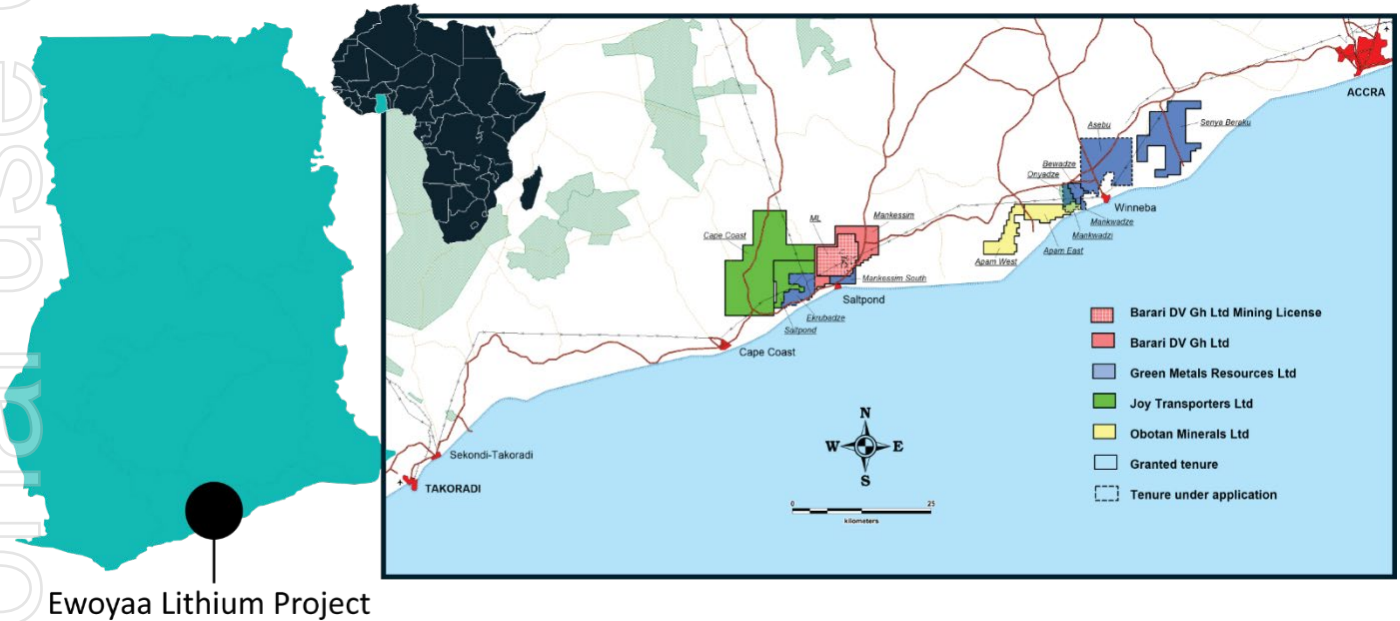 ACCRA
Asebu
Senya Beraku
Bewadze
Onyadze
Winneba
Mankwadze
Mankwadzi
Apam East
Apam West
ML
Mankessim
Cape Coast
Mankessim South
Saltpond
Ekrubadze
Saltpond
Cape Coast
Sekondi-Takoradi
TAKORADI
Barari DV Gh Ltd Mining License
Barari DV Gh Ltd
Green Metals Resources Ltd
Joy Transporters Ltd
Obotan Minerals Ltd
Granted tenure
Tenure under application
N
W
E
S
0
25
kilometers
Ewoyaa Lithium Project